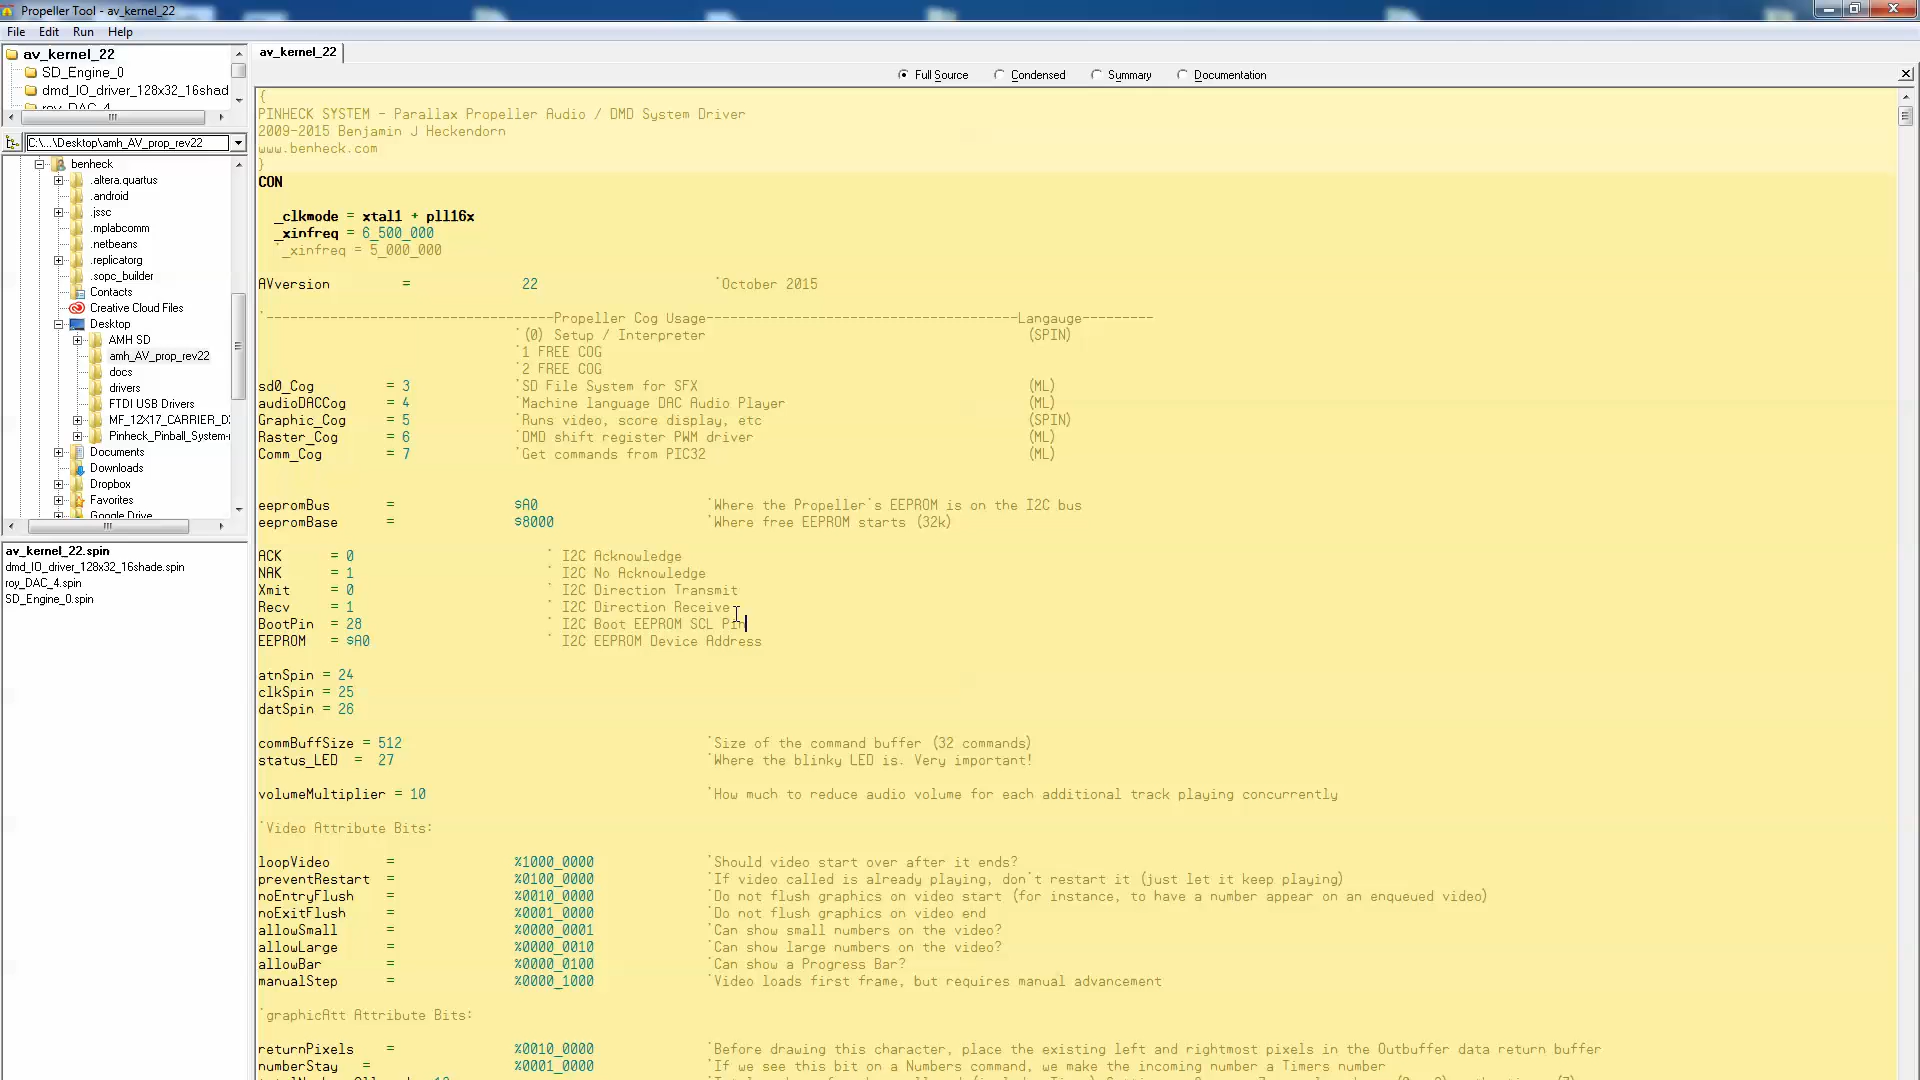 Propeller Tool - av_kernel_22
File Edit Run Help
av_kernel_22
SD_Engine_0
dmd_IO_driver_128x32_16shad
roy_DAC_4
C:\...\Desktop\amh_AV_prop_rev22
benheck
.altera.quartus
.android
.jssc
.mplabcomm
.netbeans
.replicatorg
.sopc_builder
Contacts
Creative Cloud Files
Desktop
AMH SD
amh_AV_prop_rev22
docs
drivers
FTDI USB Drivers
MF_12X17_CARRIER_D
Pinheck_Pinball_System-
Documents
Downloads
Dropbox
Favorites
Google Drive
av_kernel_22.spin
dmd_IO_driver_128x32_16shade.spin
roy_DAC_4.spin
SD_Engine_0.spin
av_kernel_22
Full Source Condensed Summary Documentation
{
PINHECK SYSTEM - Parallax Propeller Audio / DMD System Driver
2009-2015 Benjamin J Heckendorn
www.benheck.com
}
CON
_clkmode = xtal1 + pll16x
_xinfreq = 6_500_000
'_xinfreq = 5_000_000
AVversion = 22 'October 2015
'------------------------------------Propeller Cog Usage---------------------------------------Langauge---------
'(0) Setup / Interpreter (SPIN)
'1 FREE COG
'2 FREE COG
sd0_Cog = 3 'SD File System for SFX (ML)
audioDACCog = 4 'Machine language DAC Audio Player (ML)
Graphic_Cog = 5 'Runs video, score display, etc (SPIN)
Raster_Cog = 6 'DMD shift register PWM driver (ML)
Comm_Cog = 7 'Get commands from PIC32 (ML)
eepromBus = $A0 'Where the Propeller's EEPROM is on the I2C bus
eepromBase = $8000 'Where free EEPROM starts (32k)
ACK = 0 ' I2C Acknowledge
NAK = 1 ' I2C No Acknowledge
Xmit = 0 ' I2C Direction Transmit
Recv = 1 ' I2C Direction Receive
BootPin = 28 ' I2C Boot EEPROM SCL Pin
EEPROM = $A0 ' I2C EEPROM Device Address
atnSpin = 24
clkSpin = 25
datSpin = 26
commBuffSize = 512 'Size of the command buffer (32 commands)
status_LED = 27 'Where the blinky LED is. Very important!
volumeMultiplier = 10 'How much to reduce audio volume for each additional track playing concurrently
'Video Attribute Bits:
loopVideo = %1000_0000 'Should video start over after it ends?
preventRestart = %0100_0000 'If video called is already playing, don't restart it (just let it keep playing)
noEntryFlush = %0010_0000 'Do not flush graphics on video start (for instance, to have a number appear on an enqueued video)
noExitFlush = %0001_0000 'Do not flush graphics on video end
allowSmall = %0000_0001 'Can show small numbers on the video?
allowLarge = %0000_0010 'Can show large numbers on the video?
allowBar = %0000_0100 'Can show a Progress Bar?
manualStep = %0000_1000 'Video loads first frame, but requires manual advancement
'graphicAtt Attribute Bits:
returnPixels = %0010_0000 'Before drawing this character, place the existing left and rightmost pixels in the Outbuffer data return buffer
numberStay = %0001_0000 'If we see this bit on a Numbers command, we make the incoming number a Timers number